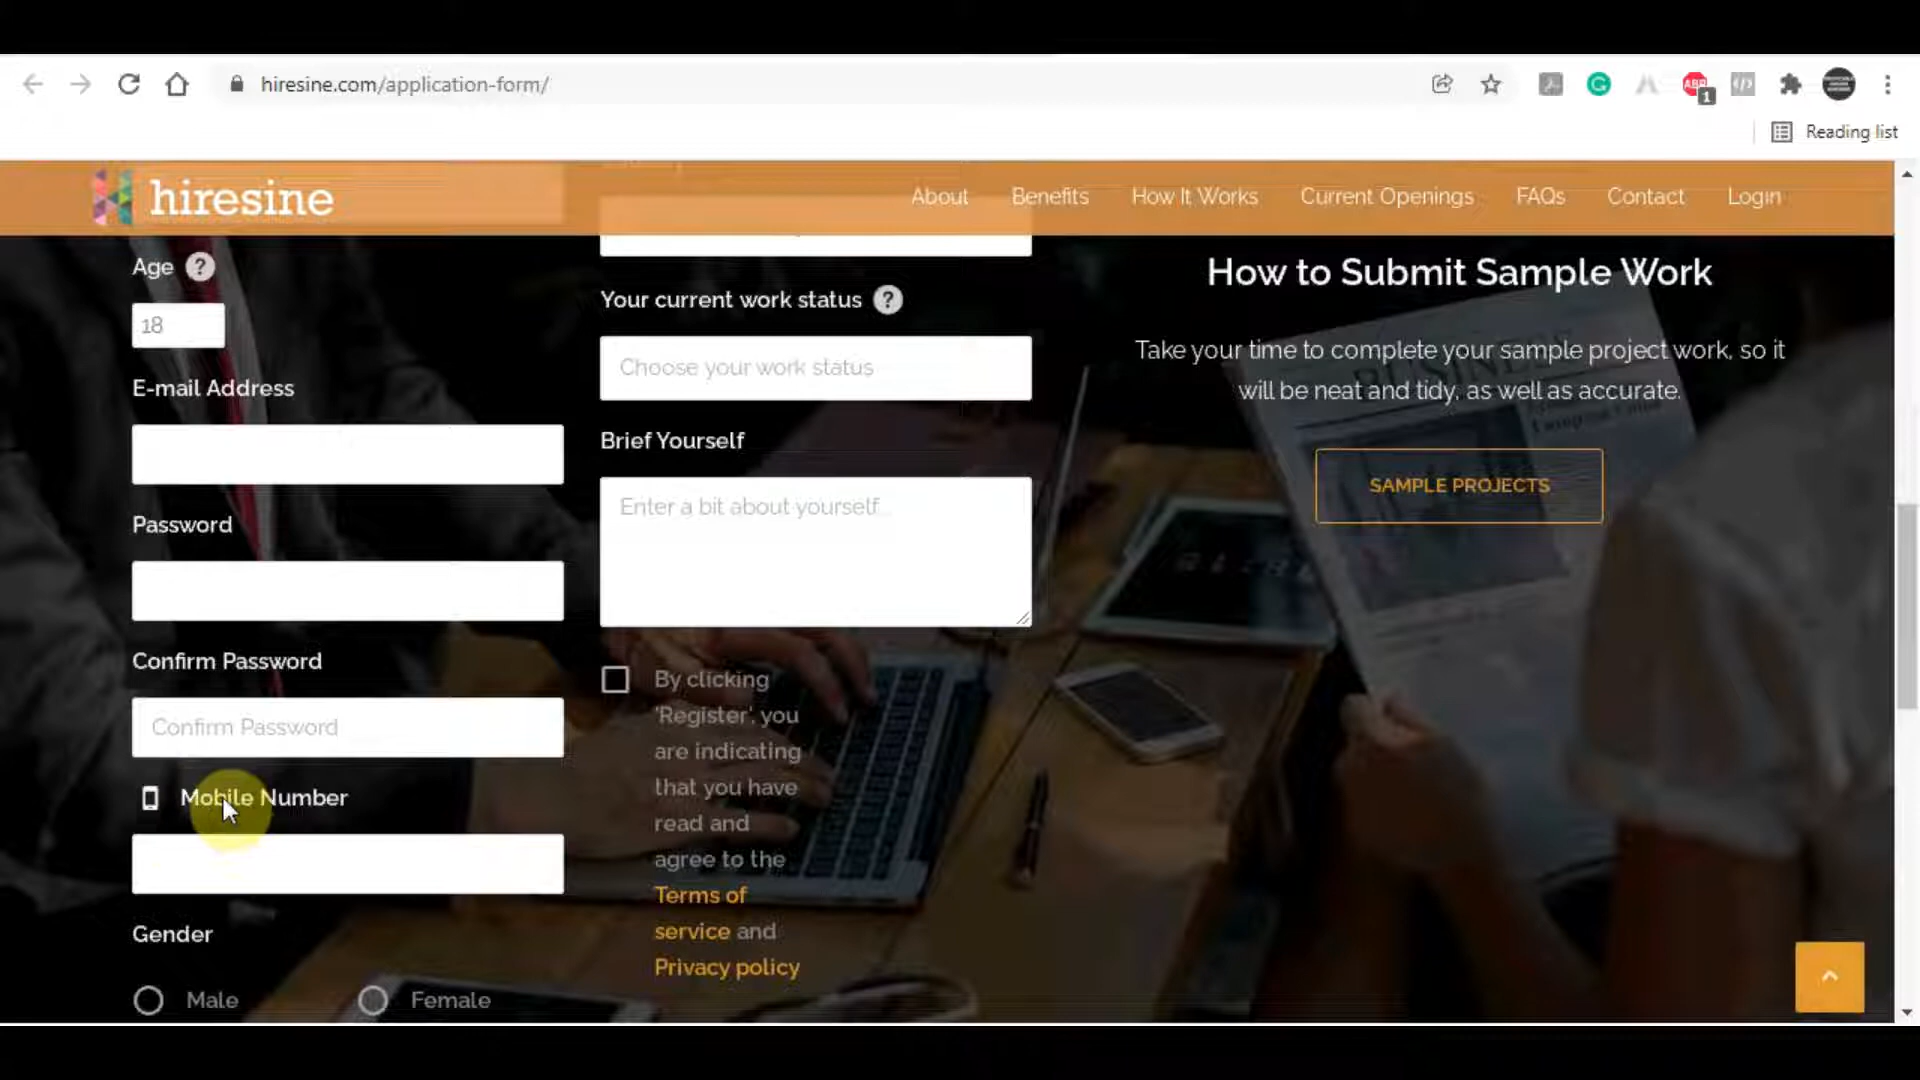 hiresine.com/application-form/
ABP
1
Reading list
hiresine
About
Benefits
How It Works
Current Openings
FAQs
Contact
Login
Age ?
18
E-mail Address
Password
Confirm Password
Confirm Password
Mobile Number
Gender
Male
Female
Your current work status ?
Choose your work status
Brief Yourself
Enter a bit about yourself...
By clicking
'Register', you
are indicating
that you have
read and
agree to the
Terms of
service and
Privacy policy
How to Submit Sample Work
Take your time to complete your sample project work, so it
will be neat and tidy, as well as accurate.
SAMPLE PROJECTS
BUSINESS